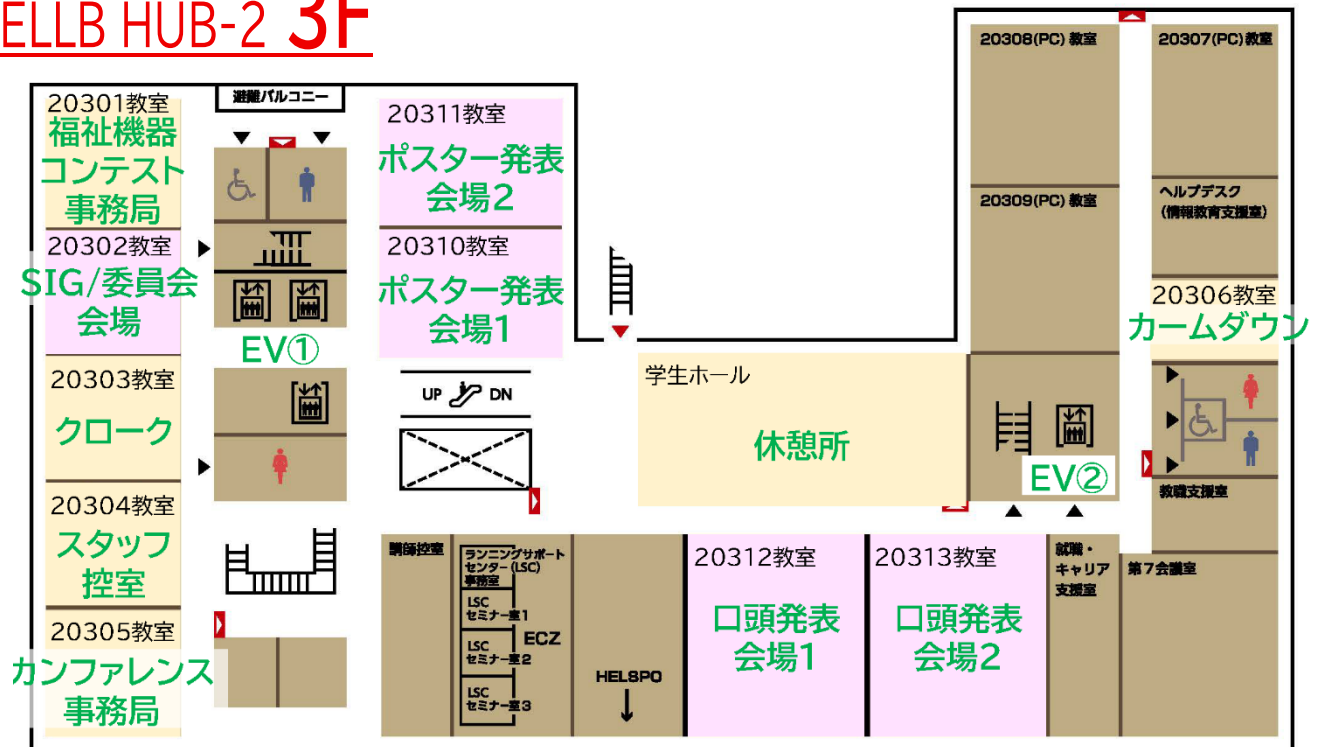 ELLB HUB-2 3F
避難バルコニー
20301教室
福祉機器
コンテスト
事務局
20302教室
SIG/委員会
会場
EV①
20303教室
クローク
20304教室
スタッフ
控室
20305教室
カンファレンス
事務局
20311教室
ポスター発表
会場2
20310教室
ポスター発表
会場1
UP
DN
学生ホール
休憩所
20308(PC) 教室
20309(PC) 教室
EV②
20307(PC) 教室
ヘルプデスク
(情報教育支援室)
20306教室
カームダウン
教職支援室
講師控室
ランニングサポート
センター(LSC)
事務室
LSC
セミナー室1
LSC
セミナー室2
LSC
セミナー室3
ECZ
HELSPO
20312教室
口頭発表
会場1
20313教室
口頭発表
会場2
就職・
キャリア
支援室
第7会議室